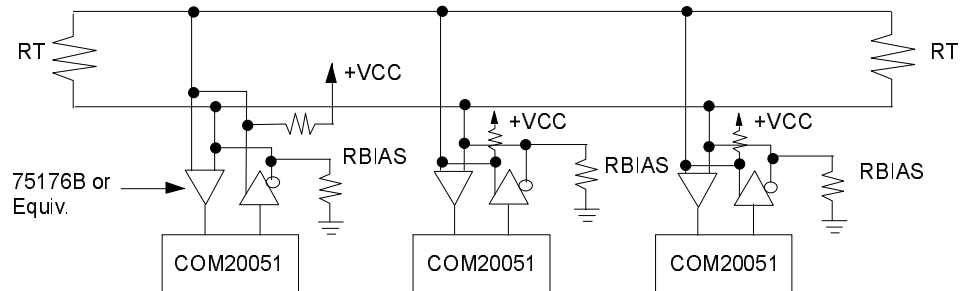 RT
RT
+VCC
+VCC
+VCC
RBIAS
RBIAS
RBIAS
75176B or
Equiv.
COM20051
COM20051
COM20051